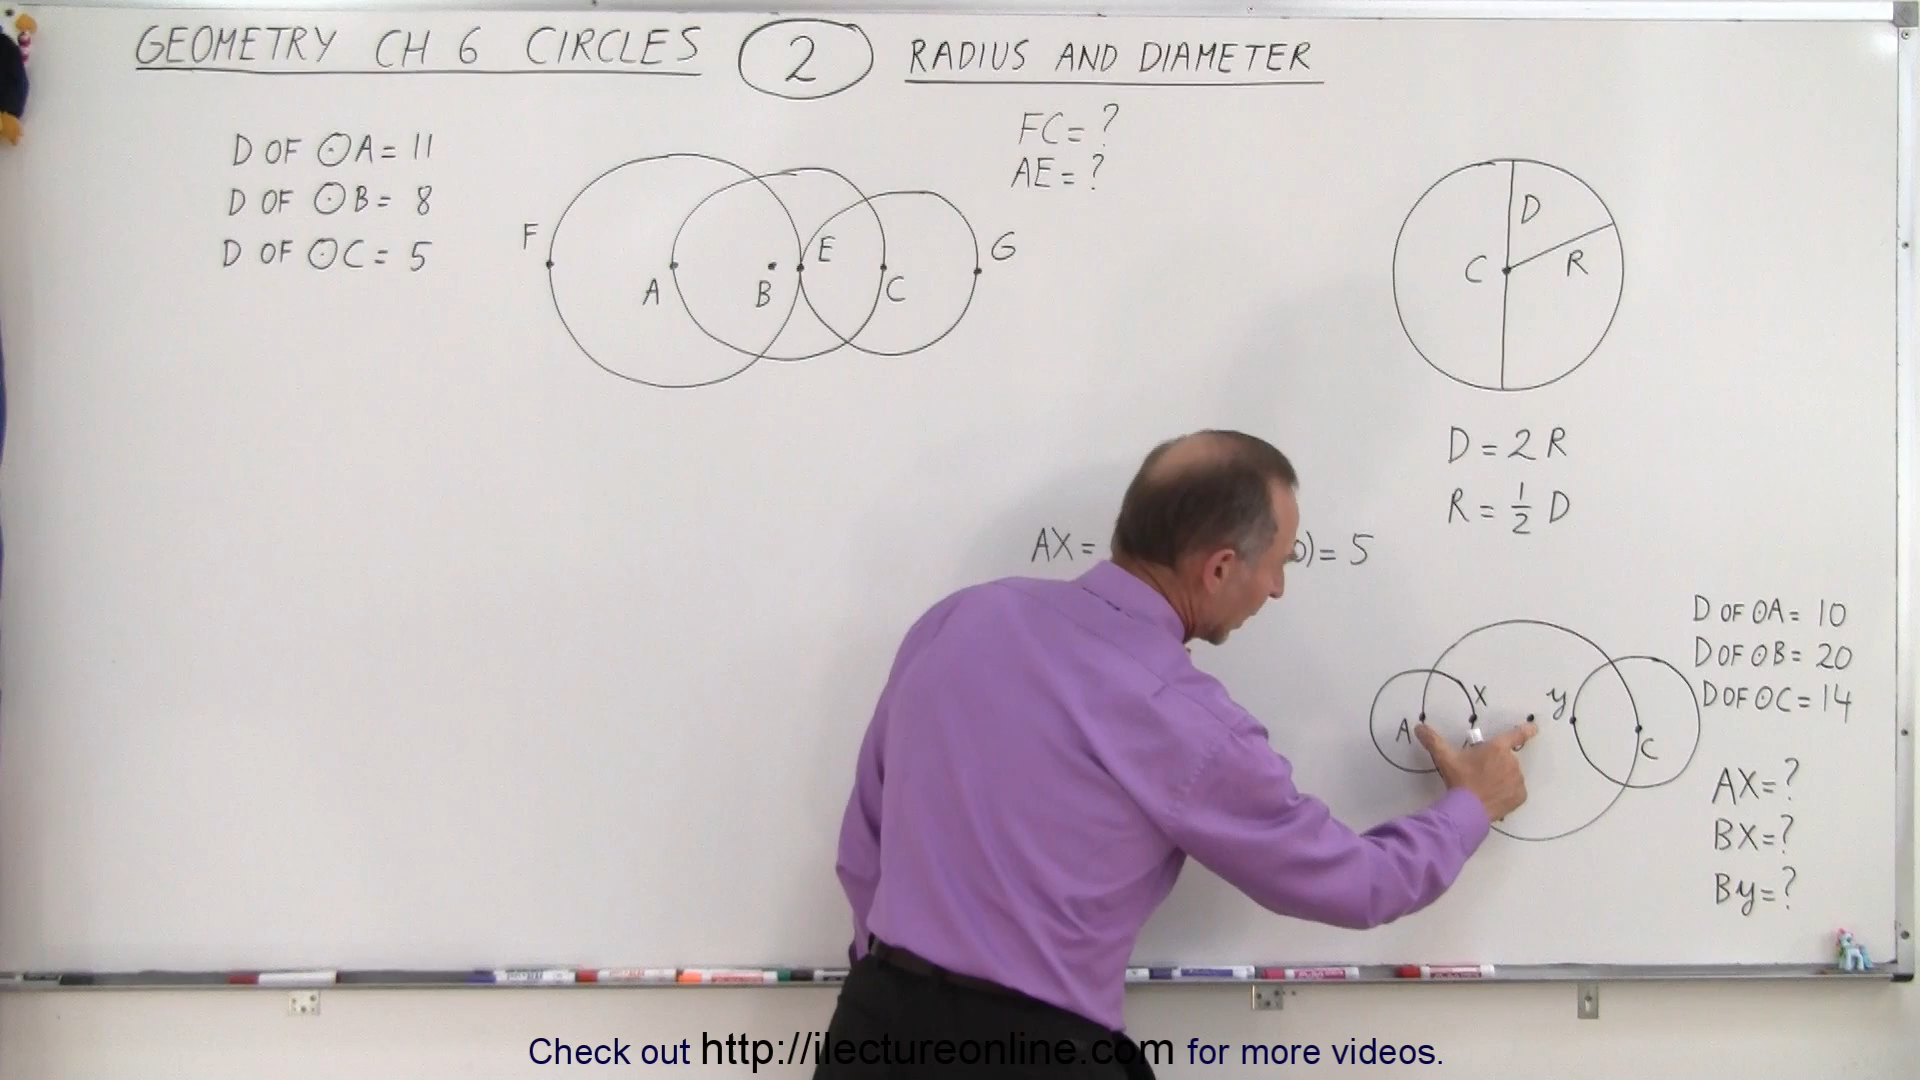 GEOMETRY CH 6 CIRCLES 2 RADIUS AND DIAMETER
D OF ⊙A = 11
D OF ⊙B = 8
D OF ⊙C = 5
FC = ?
AE = ?
F
A
B
E
C
G
D
C
R
D = 2R
R = 1/2 D
AX =
) = 5
D OF ⊙A = 10
D OF ⊙B = 20
D OF ⊙C = 14
A
X
y
C
AX = ?
BX = ?
By = ?
Check out http://ilectureonline.com for more videos.